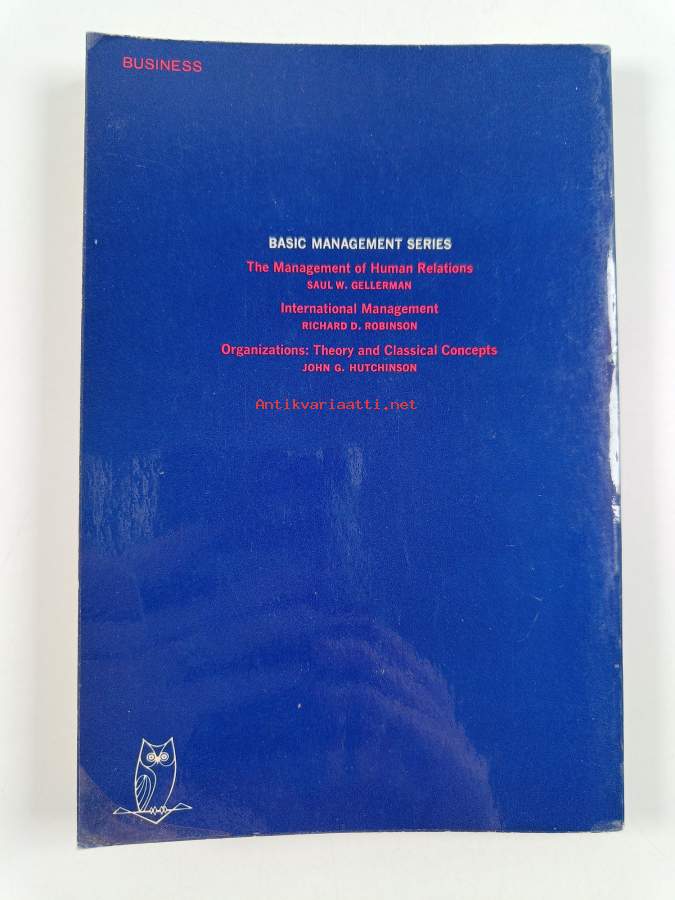 BUSINESS
BASIC MANAGEMENT SERIES
The Management of Human Relations
SAUL W. GELLERMAN
International Management
RICHARD D. ROBINSON
Organizations: Theory and Classical Concepts
JOHN G. HUTCHINSON
Antikvariaatti.net